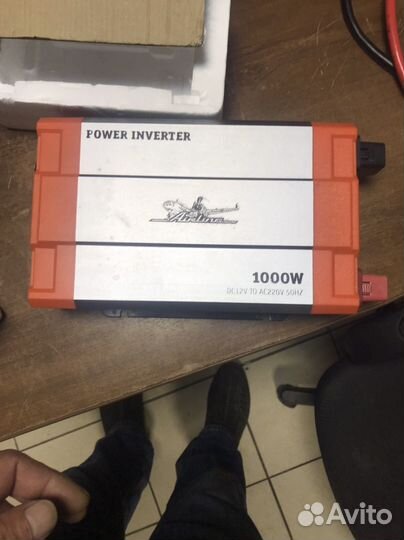 POWER INVERTER
Airline
1000W
DC12V TO AC220V 50HZ
Avito